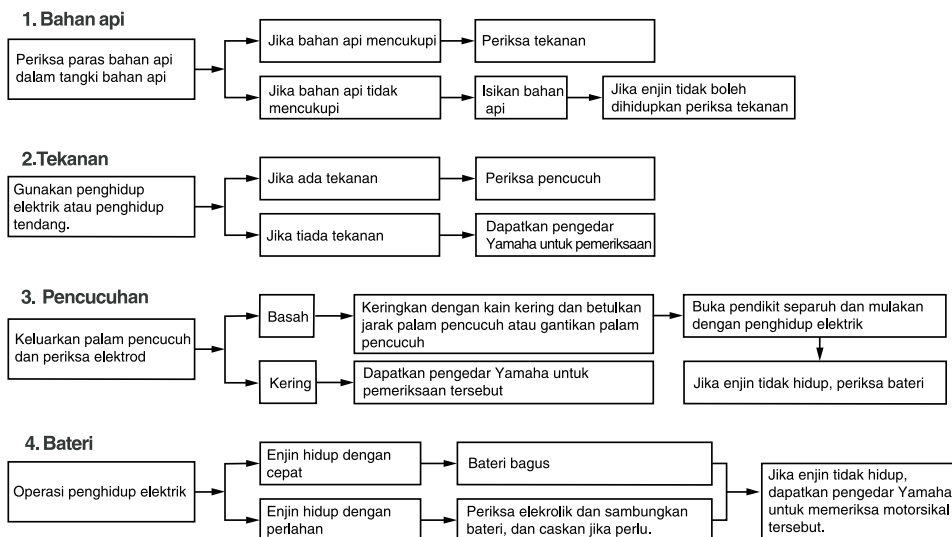 1. Bahan api
Periksa paras bahan api
dalam tangki bahan api
Jika bahan api mencukupi
Periksa tekanan
Jika bahan api tidak
mencukupi
Isikan bahan
api
Jika enjin tidak boleh
dihidupkan periksa tekanan
2.Tekanan
Gunakan penghidup
elektrik atau penghidup
tendang.
Jika ada tekanan
Periksa pencucuh
Jika tiada tekanan
Dapatkan pengedar
Yamaha untuk pemeriksaan
3. Pencucuhan
Keluarkan palam pencucuh
dan periksa elektrod
Basah
Keringkan dengan kain kering dan betulkan
jarak palam pencucuh atau gantikan palam
pencucuh
Buka pendikit separuh dan mulakan
dengan penghidup elektrik
Kering
Dapatkan pengedar Yamaha untuk
pemeriksaan tersebut
Jika enjin tidak hidup, periksa bateri
4. Bateri
Operasi penghidup elektrik
Enjin hidup dengan
cepat
Bateri bagus
Enjin hidup dengan
perlahan
Periksa elekrolik dan sambungkan
bateri, dan caskan jika perlu.
Jika enjin tidak hidup,
dapatkan pengedar Yamaha
untuk memeriksa motorsikal
tersebut.